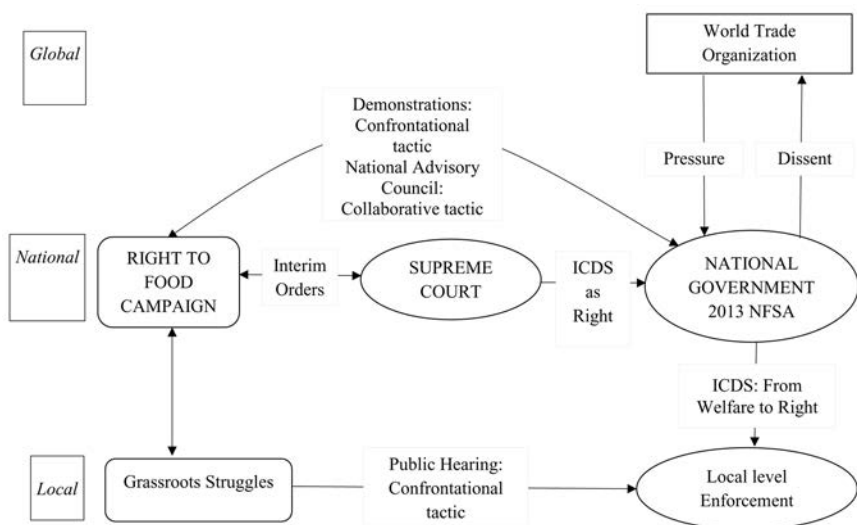 Global
World Trade
Organization
Demonstrations:
Confrontational
tactic
National Advisory
Council:
Collaborative tactic
Pressure
Dissent
National
RIGHT TO
FOOD
CAMPAIGN
Interim
Orders
SUPREME
COURT
ICDS
as
Right
NATIONAL
GOVERNMENT
2013 NFSA
ICDS: From
Welfare to Right
Local
Grassroots Struggles
Public Hearing:
Confrontational
tactic
Local level
Enforcement